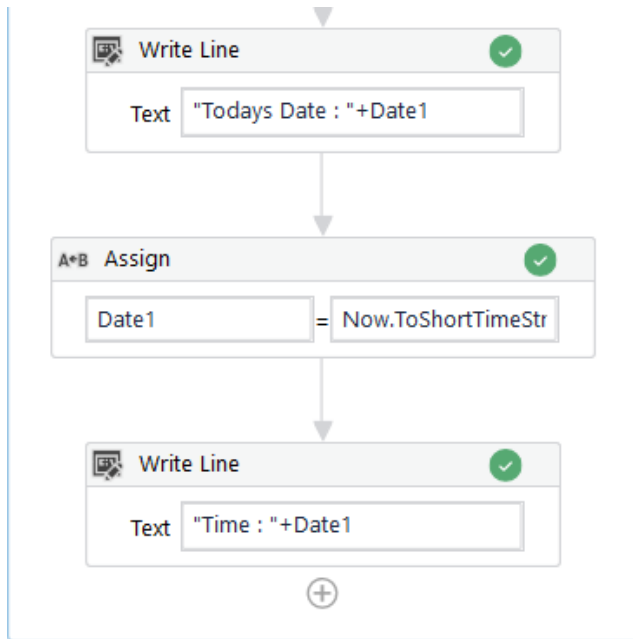 Write Line
Text "Todays Date : "+Date1
A+B Assign
Date1 = Now.ToShortTimeStr
Write Line
Text "Time : "+Date1